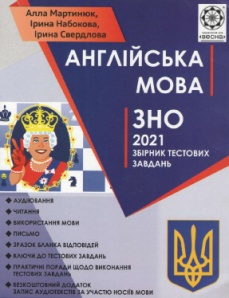 Алла Мартинюк,
Ірина Набокова,
Ірина Свердлова
весна
АНГЛІЙСЬКА
МОВА
ЗНО
2021
ЗБІРНИК ТЕСТОВИХ
ЗАВДАНЬ
АУДІЮВАННЯ
ЧИТАННЯ
ВИКОРИСТАННЯ МОВИ
ПИСЬМО
ЗРАЗОК БЛАНКА ВІДПОВІДЕЙ
КЛЮЧІ ДО ТЕСТОВИХ ЗАВДАНЬ
ПРАКТИЧНІ ПОРАДИ ЩОДО ВИКОНАННЯ
ТЕСТОВИХ ЗАВДАНЬ
БЕЗКОШТОВНИЙ ДОДАТОК
ЗАПИС АУДІОТЕКСТІВ ЗА УЧАСТЮ НОСІЇВ МОВИ